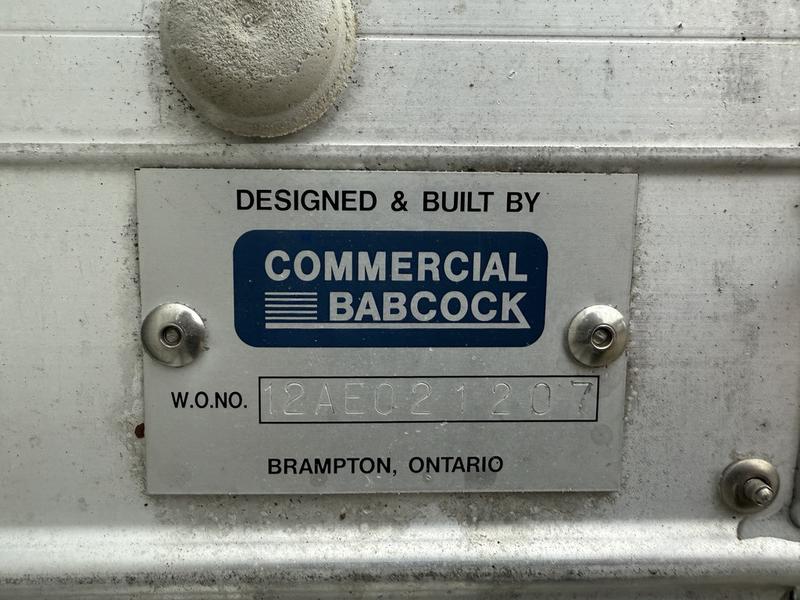 DESIGNED & BUILT BY
COMMERCIAL
BABCOCK
W.O.NO. 12AE021207
BRAMPTON, ONTARIO